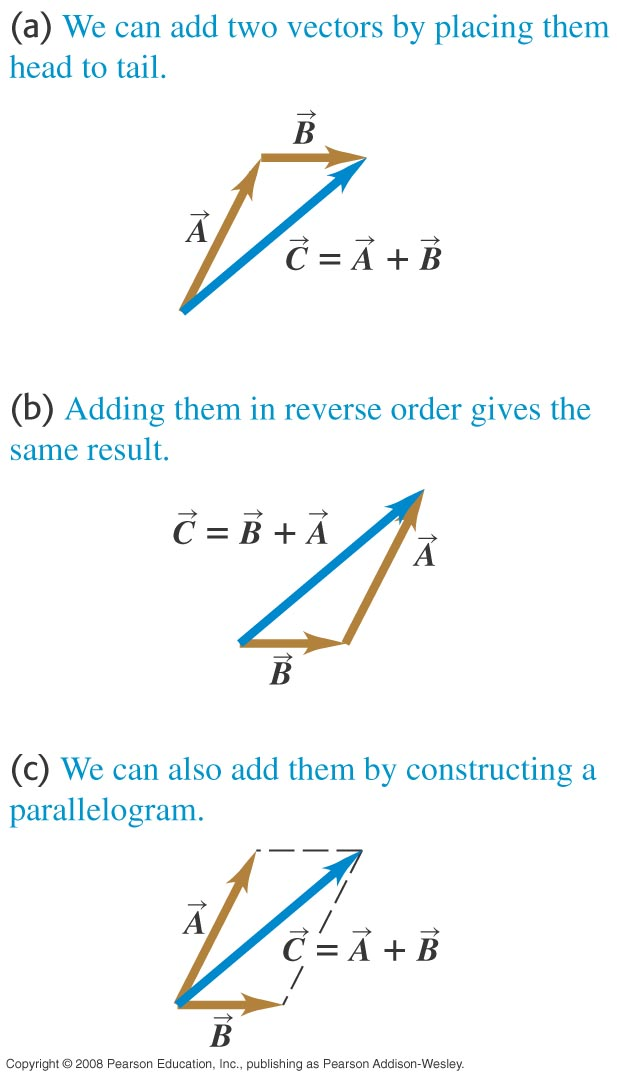 (a) We can add two vectors by placing them
head to tail.
B⃗
A⃗
C⃗ = A⃗ + B⃗
(b) Adding them in reverse order gives the
same result.
C⃗ = B⃗ + A⃗
A⃗
B⃗
(c) We can also add them by constructing a
parallelogram.
A⃗
C⃗ = A⃗ + B⃗
B⃗
Copyright © 2008 Pearson Education, Inc., publishing as Pearson Addison-Wesley.